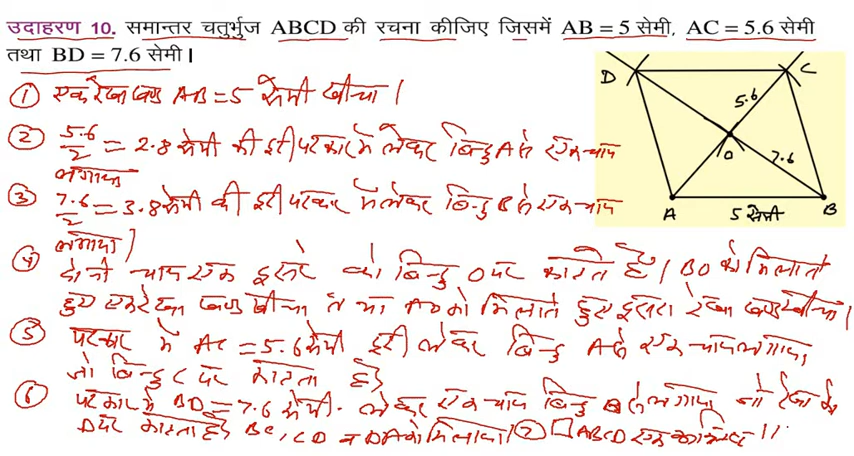 उदाहरण 10. समान्तर चतुर्भुज ABCD की रचना कीजिए जिसमें AB = 5 सेमी, AC = 5.6 सेमी
तथा BD = 7.6 सेमी।
① एक रेखा खण्ड AB = 5 सेमी खींचा।
② 5.6/2 = 2.8 सेमी की दूरी परकार में लेकर बिन्दु A से एक चाप
लगाया
③ 7.6/2 = 3.8 सेमी की दूरी परकार में लेकर बिन्दु B से एक चाप
लगाया।
④ दोनों चाप एक दूसरे को बिन्दु O पर काटते हैं। BO को मिलाते
हुए एक रेखा खण्ड खींचा तथा AO को मिलाते हुए दूसरा रेखा खण्ड खींचा।
⑤ परकार में AC = 5.6 सेमी दूरी लेकर बिन्दु A से एक चाप लगाया,
जो बिन्दु C पर काटता है।
⑥ परकार में BD = 7.6 सेमी. लेकर एक चाप बिन्दु B से लगाया जो रेखा को
D पर काटता है। BC, CD व DA को मिलाया। ⑦ □ABCD एक
D
C
5.6
O
7.6
A
5 सेमी
B